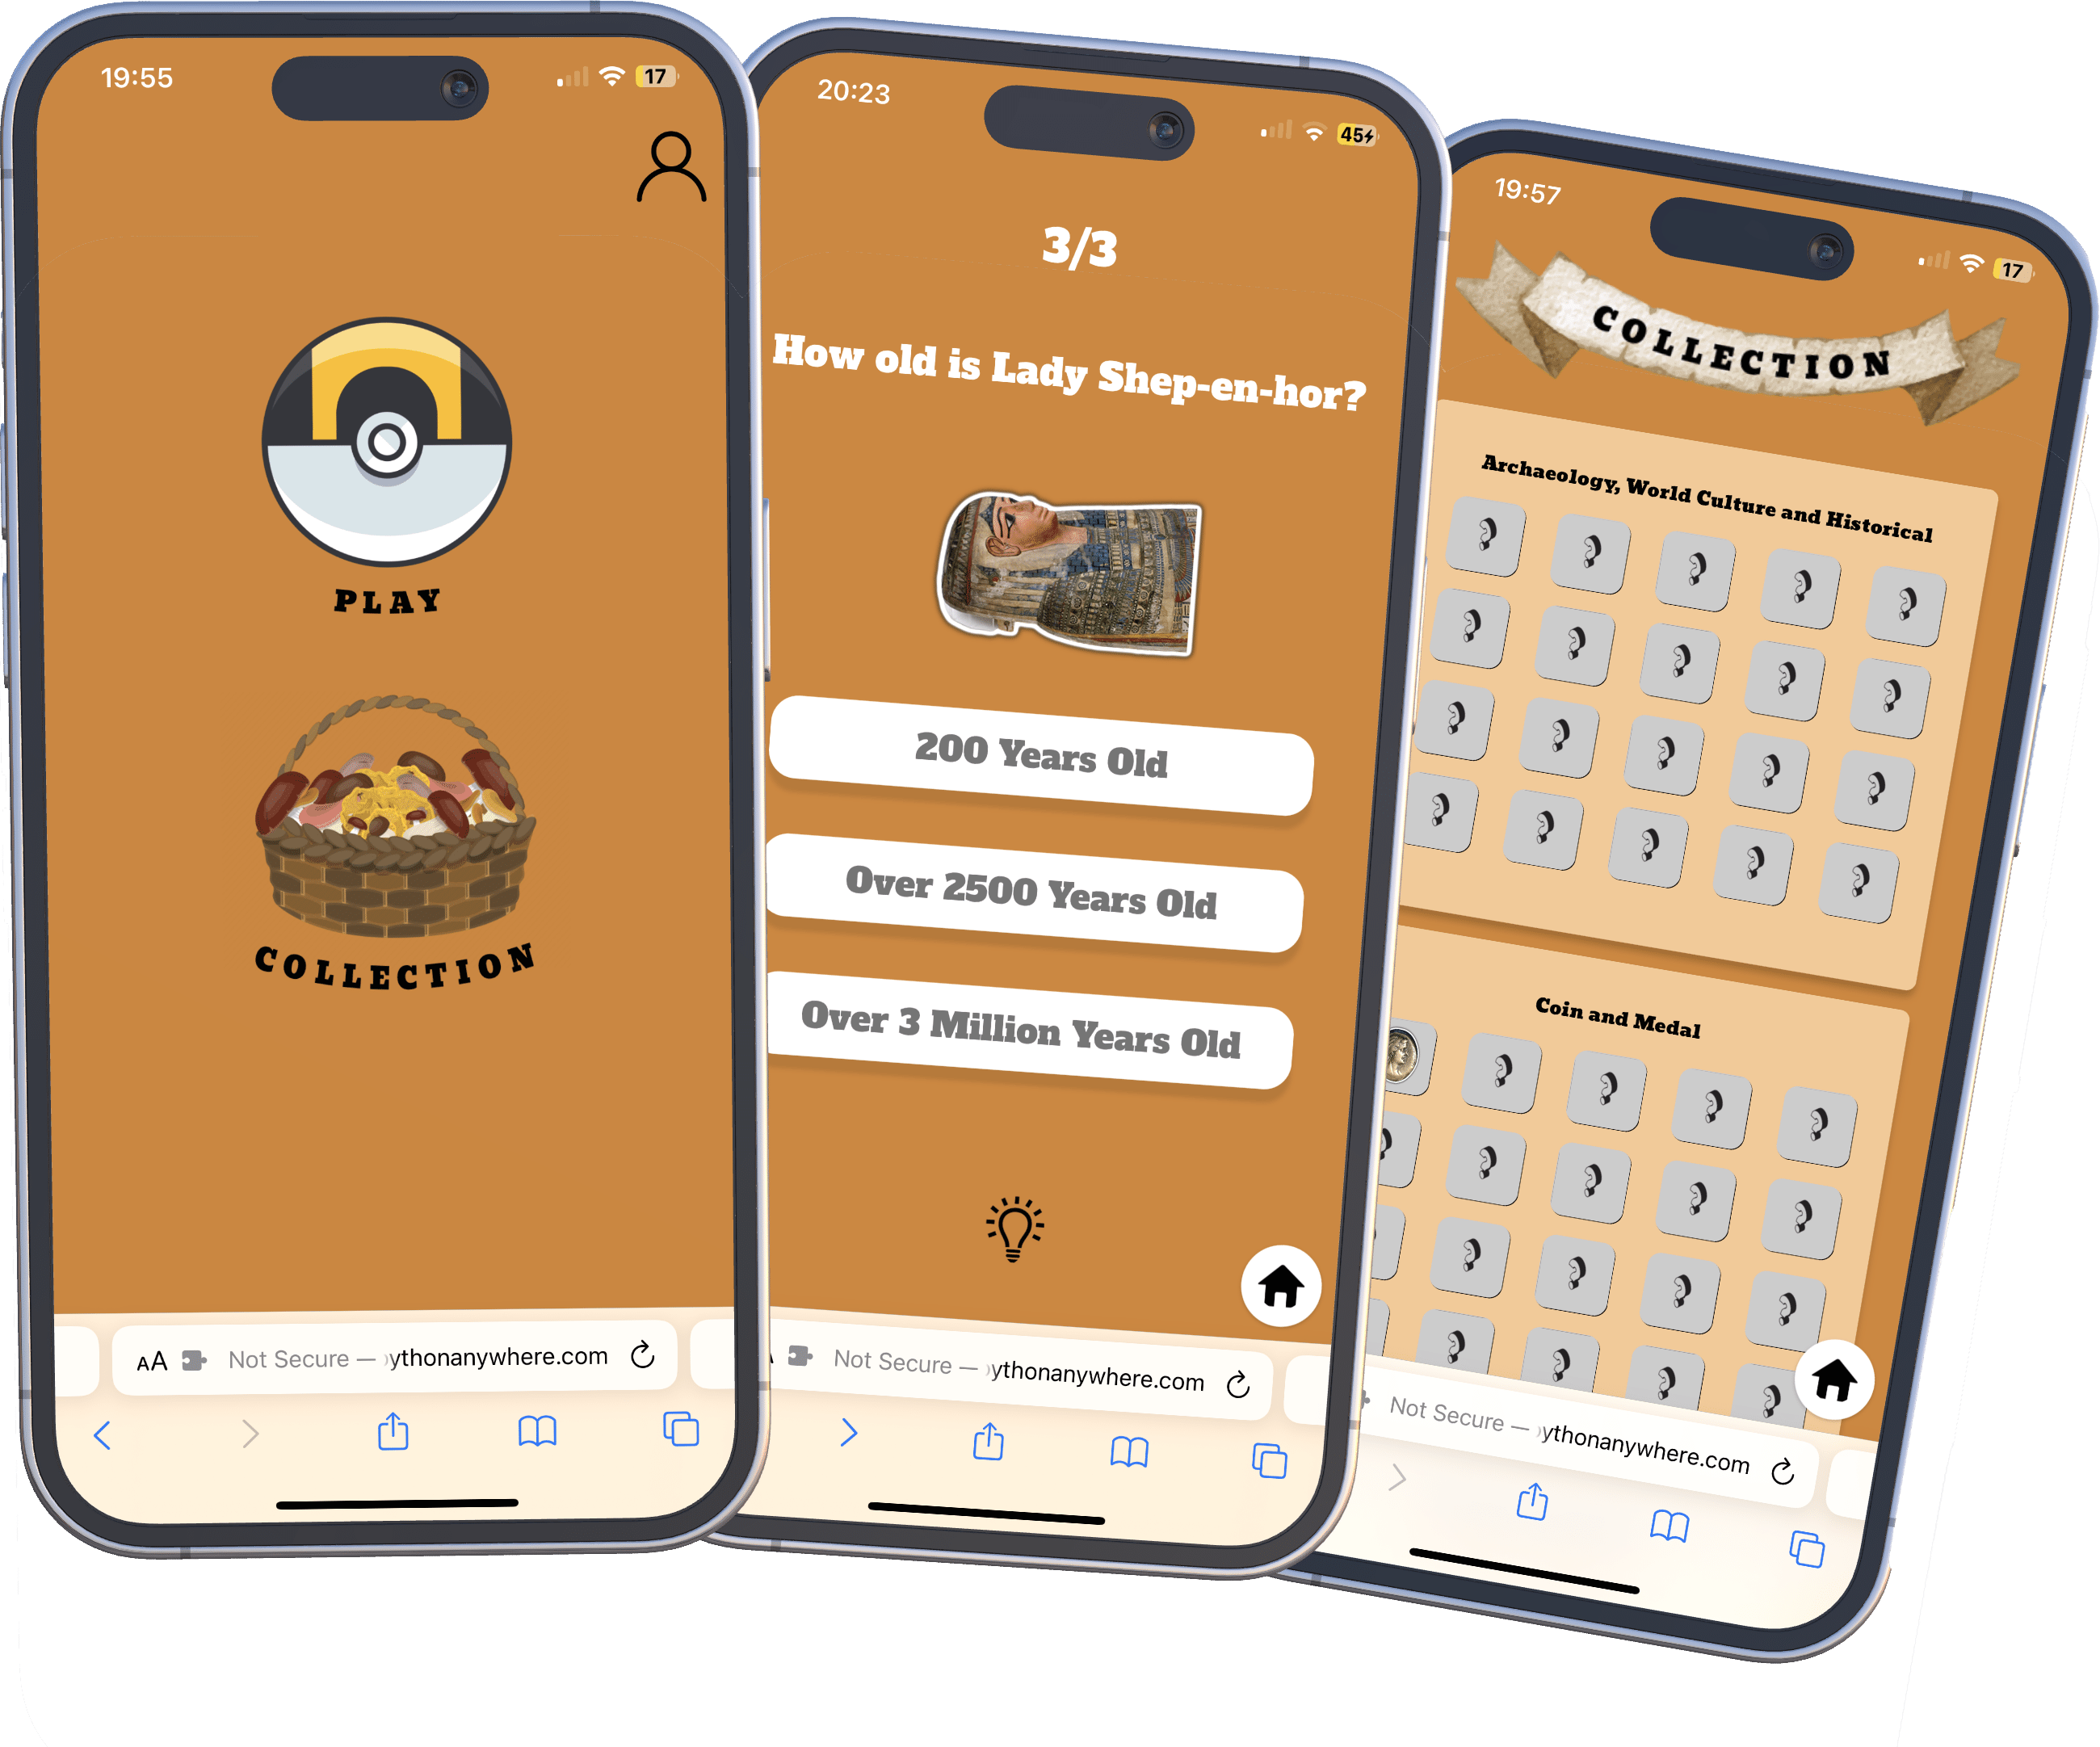 19:55
17
PLAY
COLLECTION
AA
Not Secure — ythonanywhere.com
20:23
45
3/3
How old is Lady Shep-en-hor?
200 Years Old
Over 2500 Years Old
Over 3 Million Years Old
Not Secure — ythonanywhere.com
19:57
17
COLLECTION
Archaeology, World Culture and Historical
? ? ? ? ?
? ? ? ? ?
? ? ? ? ?
? ? ? ? ?
Coin and Medal
? ? ? ?
? ? ? ? ?
? ? ? ? ?
? ? ? ?
Not Secure — ythonanywhere.com